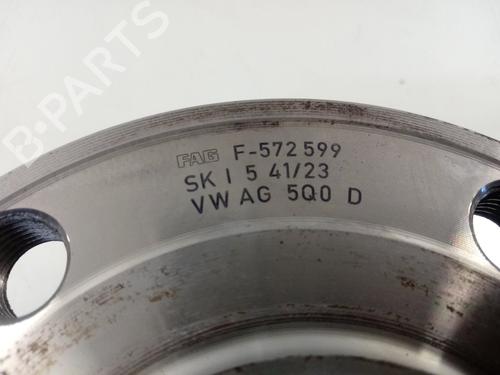 B-PARTS
FAG F-572599
SK I 5 41/23
VW AG 5Q0 D